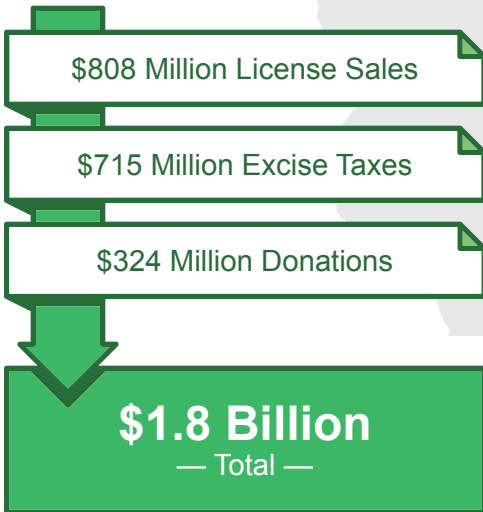 $808 Million License Sales
$715 Million Excise Taxes
$324 Million Donations
$1.8 Billion
— Total —